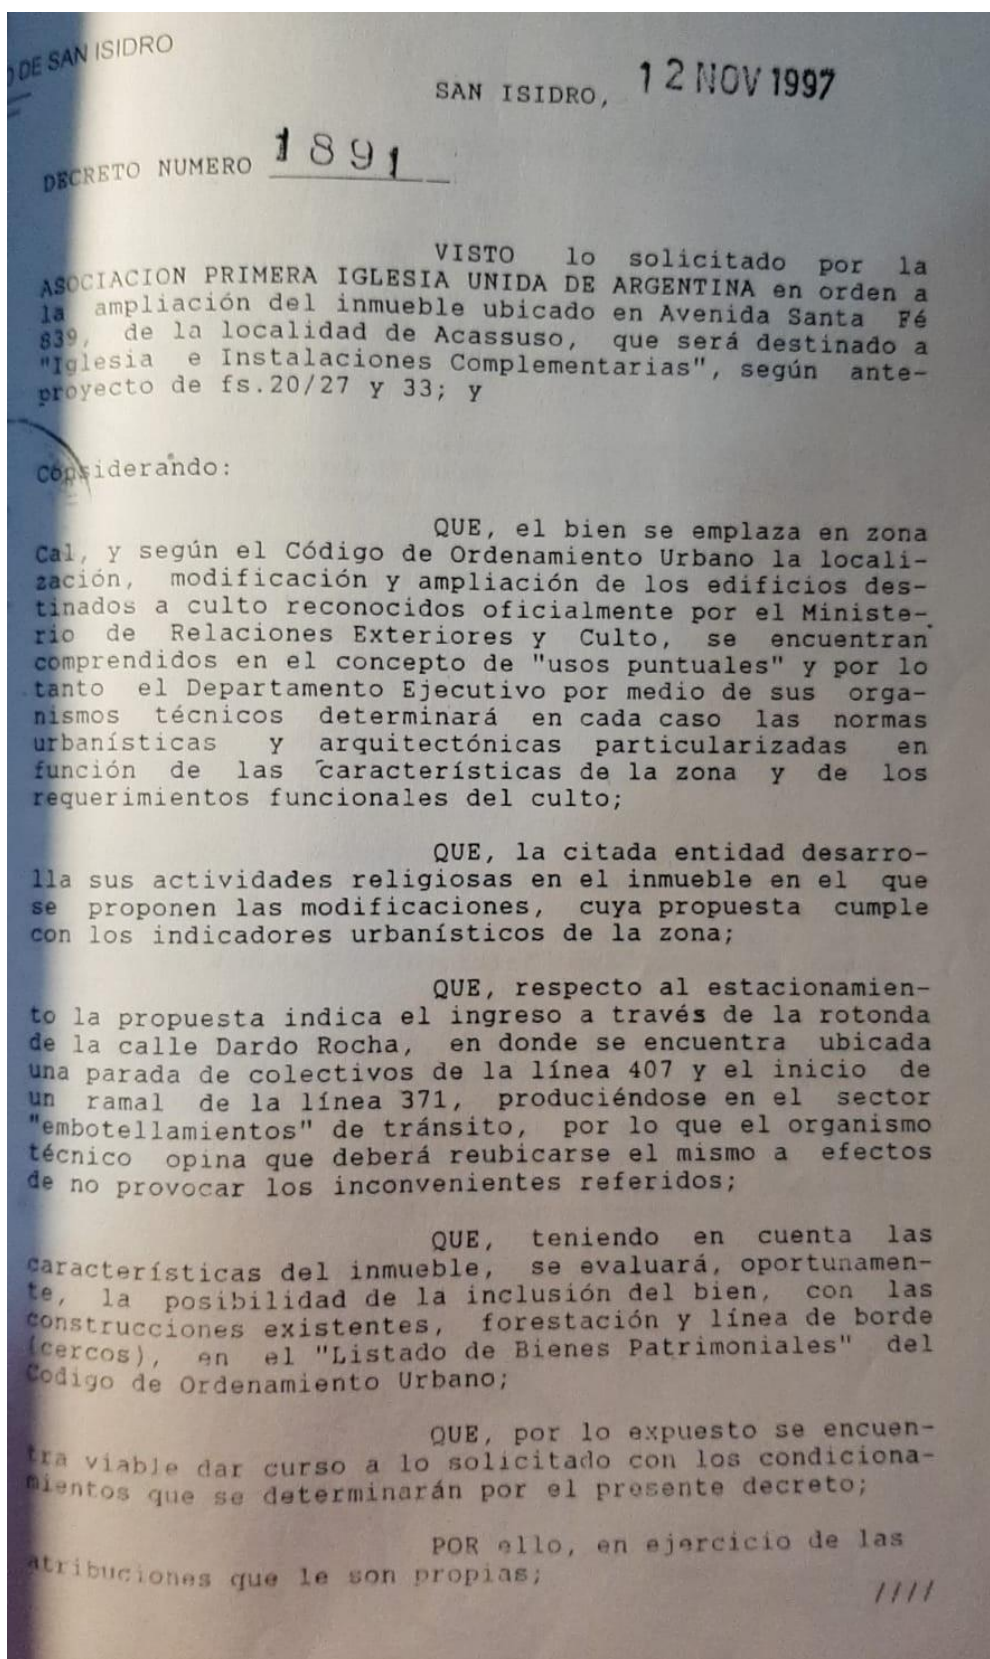 O DE SAN ISIDRO
SAN ISIDRO, 12 NOV 1997
DECRETO NUMERO 1891
VISTO lo solicitado por la
ASOCIACION PRIMERA IGLESIA UNIDA DE ARGENTINA en orden a
la ampliación del inmueble ubicado en Avenida Santa Fé
839, de la localidad de Acassuso, que será destinado a
"Iglesia e Instalaciones Complementarias", según ante-
proyecto de fs.20/27 y 33; y
Considerando:
QUE, el bien se emplaza en zona
Cal, y según el Código de Ordenamiento Urbano la locali-
zación, modificación y ampliación de los edificios des-
tinados a culto reconocidos oficialmente por el Ministe-
rio de Relaciones Exteriores y Culto, se encuentran
comprendidos en el concepto de "usos puntuales" y por lo
tanto el Departamento Ejecutivo por medio de sus orga-
nismos técnicos determinará en cada caso las normas
urbanísticas y arquitectónicas particularizadas en
función de las características de la zona y de los
requerimientos funcionales del culto;
QUE, la citada entidad desarro-
lla sus actividades religiosas en el inmueble en el que
se proponen las modificaciones, cuya propuesta cumple
con los indicadores urbanísticos de la zona;
QUE, respecto al estacionamien-
to la propuesta indica el ingreso a través de la rotonda
de la calle Dardo Rocha, en donde se encuentra ubicada
una parada de colectivos de la línea 407 y el inicio de
un ramal de la línea 371, produciéndose en el sector
"embotellamientos" de tránsito, por lo que el organismo
técnico opina que deberá reubicarse el mismo a efectos
de no provocar los inconvenientes referidos;
QUE, teniendo en cuenta las
características del inmueble, se evaluará, oportunamen-
te, la posibilidad de la inclusión del bien, con las
construcciones existentes, forestación y línea de borde
(cercos), en el "Listado de Bienes Patrimoniales" del
Codigo de Ordenamiento Urbano;
QUE, por lo expuesto se encuen-
tra viable dar curso a lo solicitado con los condiciona-
mientos que se determinarán por el presente decreto;
POR ello, en ejercicio de las
atribuciones que le son propias;
////